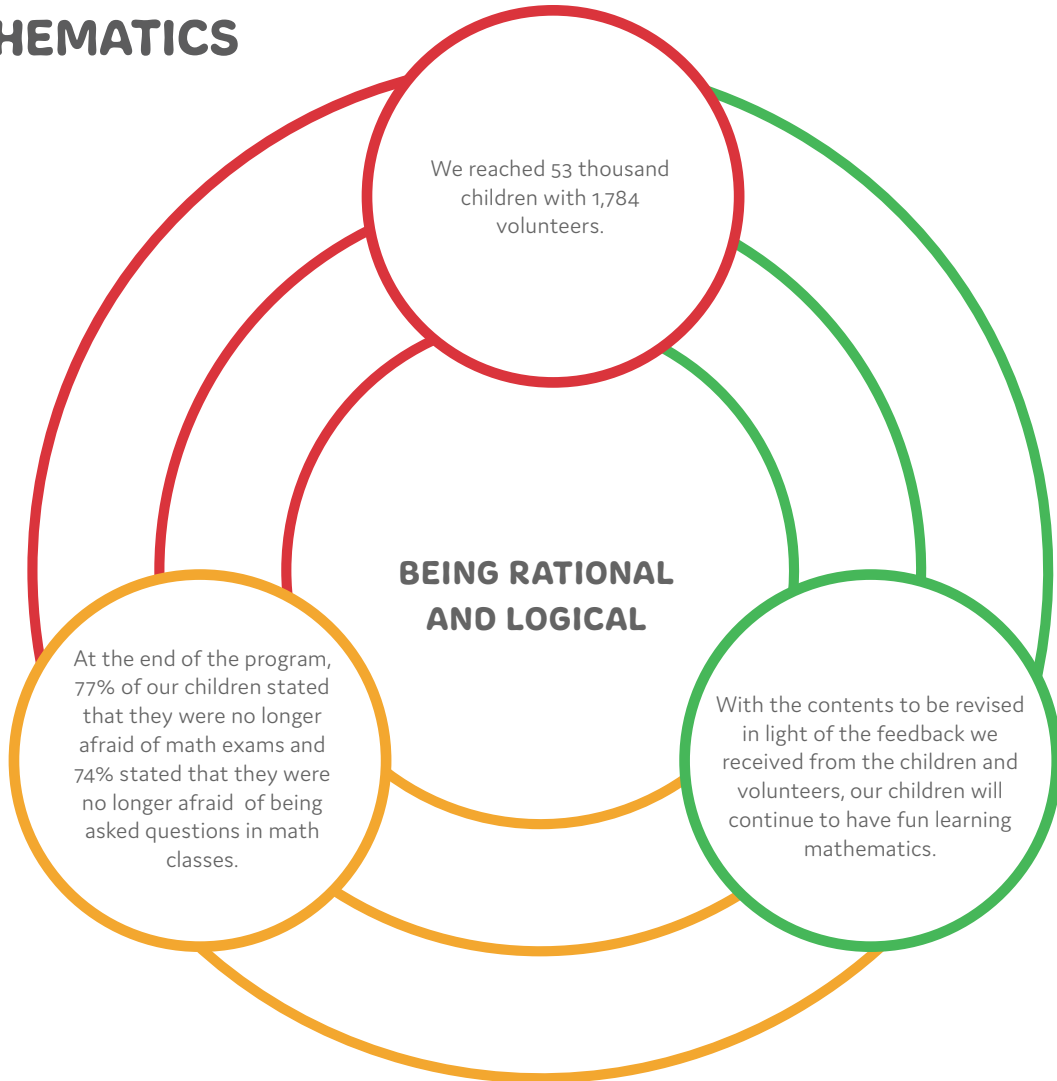 HEMATICS
We reached 53 thousand
children with 1,784
volunteers.
BEING RATIONAL
AND LOGICAL
At the end of the program,
77% of our children stated
that they were no longer
afraid of math exams and
74% stated that they were
no longer afraid of being
asked questions in math
classes.
With the contents to be revised
in light of the feedback we
received from the children and
volunteers, our children will
continue to have fun learning
mathematics.